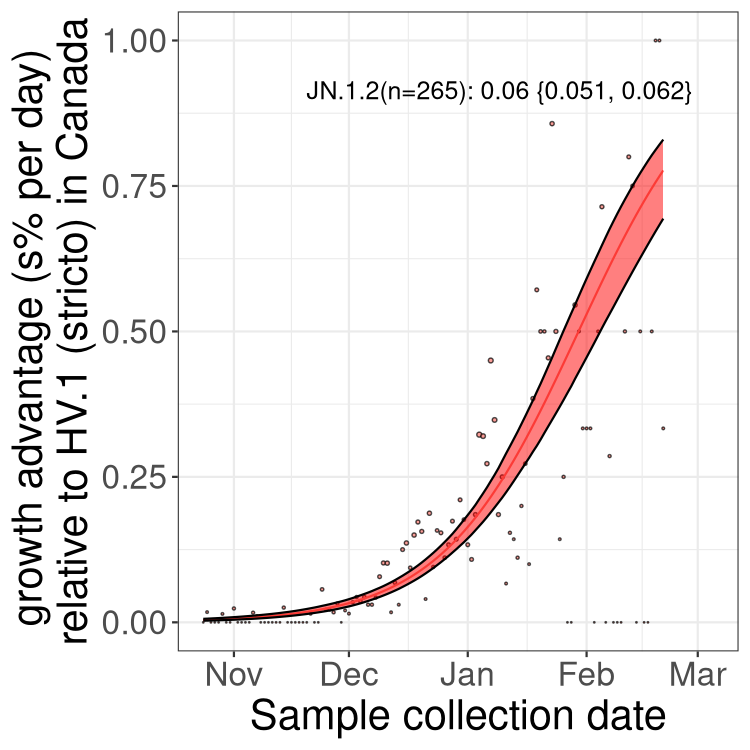 growth advantage (s% per day)
relative to HV.1 (stricto) in Canada
1.00
0.75
0.50
0.25
0.00
JN.1.2(n=265): 0.06 {0.051, 0.062}
Nov Dec Jan Feb Mar
Sample collection date